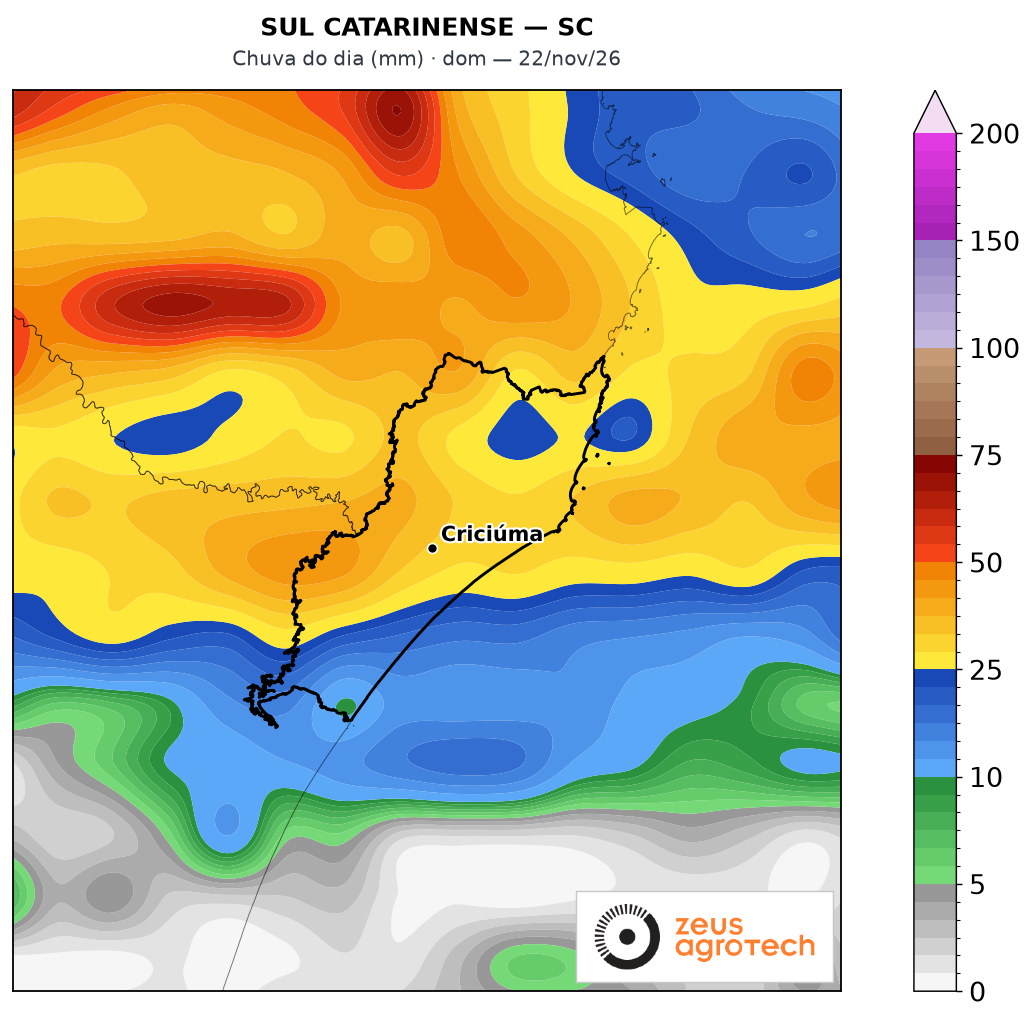 SUL CATARINENSE — SC
Chuva do dia (mm) · dom — 22/nov/26
Criciúma
200
150
100
75
50
25
10
5
0
zeus
agrotech